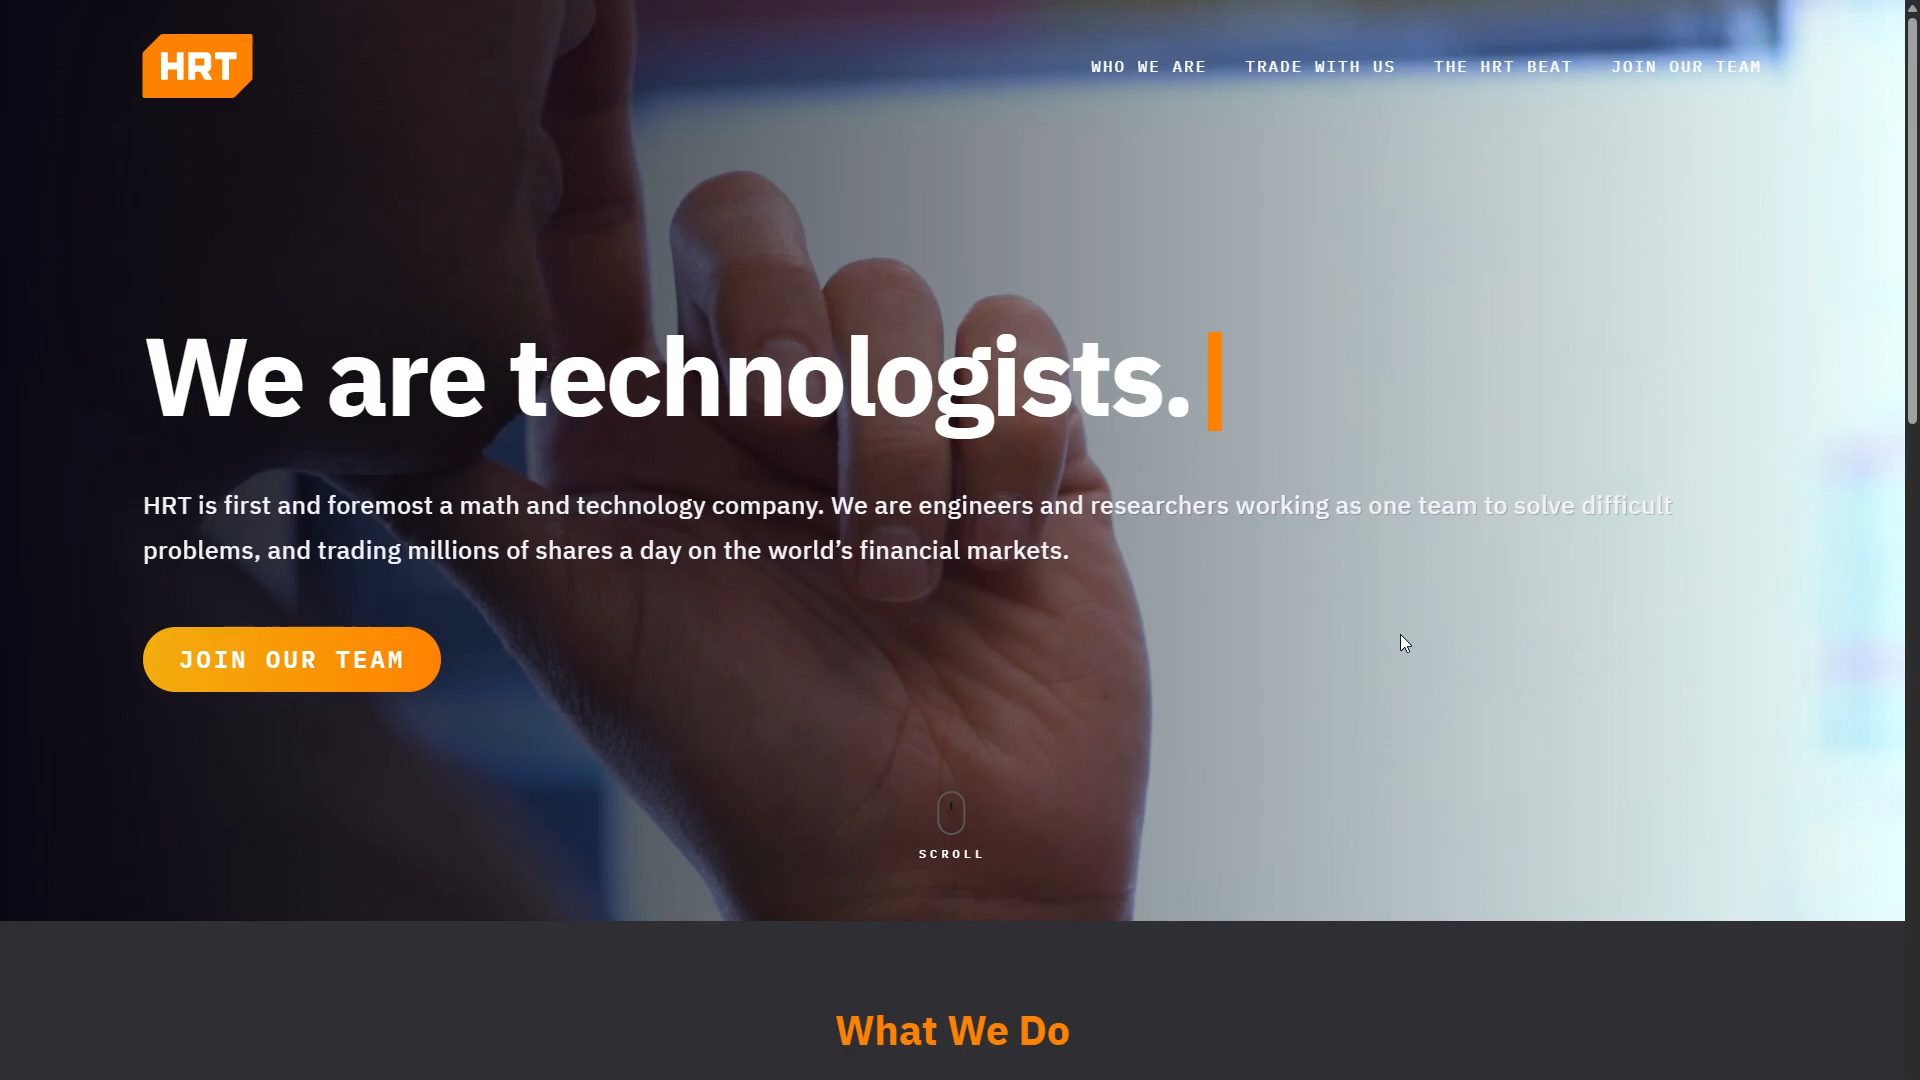 HRT
WHO WE ARE
TRADE WITH US
THE HRT BEAT
JOIN OUR TEAM
We are technologists.
HRT is first and foremost a math and technology company. We are engineers and researchers working as one team to solve difficult
problems, and trading millions of shares a day on the world’s financial markets.
JOIN OUR TEAM
SCROLL
What We Do